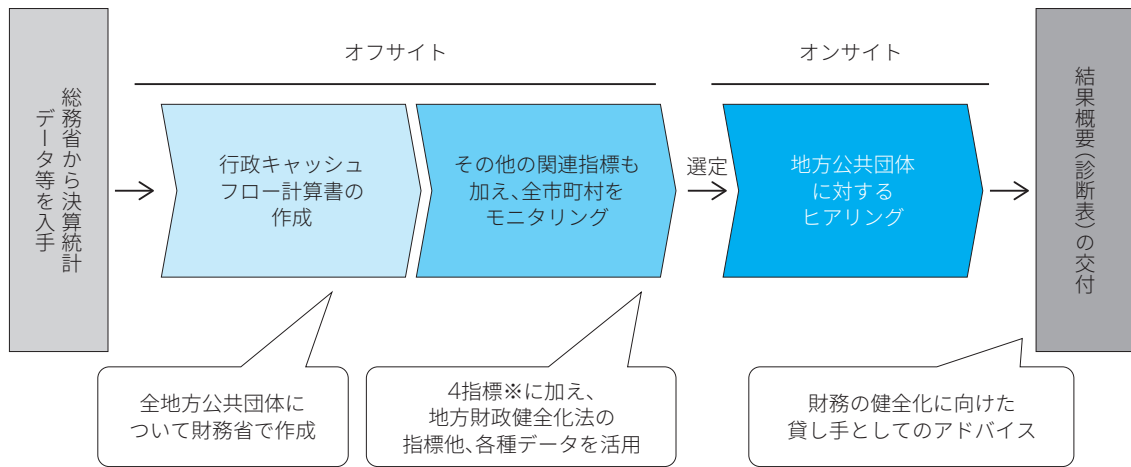 総務省から決算統計
データ等を入手
オフサイト
行政キャッシュ
フロー計算書の
作成
その他の関連指標も
加え、全市町村を
モニタリング
選定
オンサイト
地方公共団体
に対する
ヒアリング
結果概要（診断表）の交付
全地方公共団体に
ついて財務省で作成
4指標※に加え、
地方財政健全化法の
指標他、各種データを活用
財務の健全化に向けた
貸し手としてのアドバイス